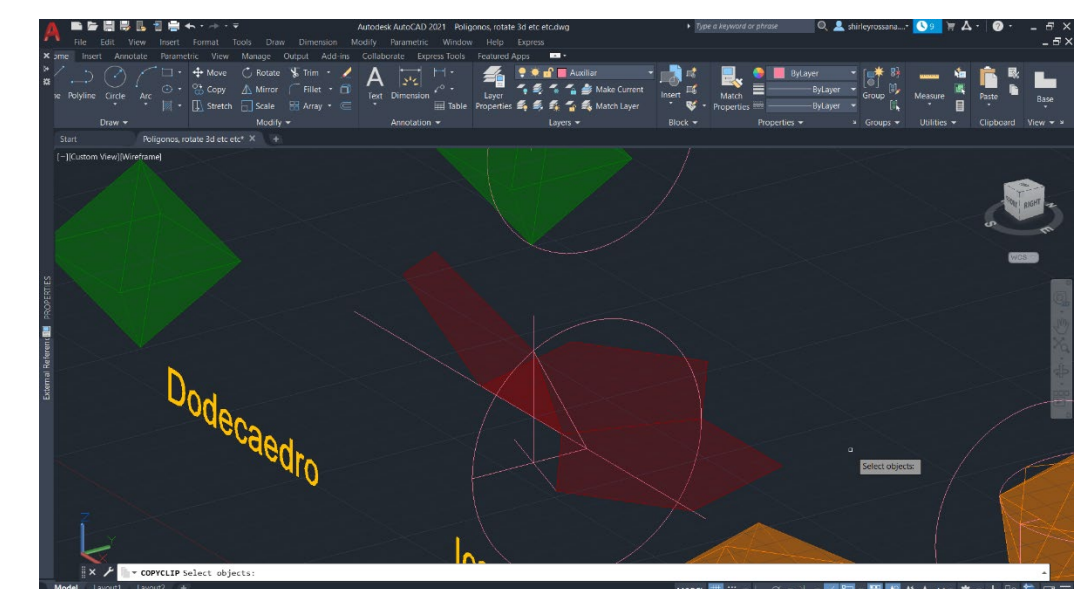 Autodesk AutoCAD 2021 Poligonos, rotate 3d etc etc.dwg
Type a keyword or phrase
shirleyrossana...
9
File Edit View Insert Format Tools Draw Dimension Modify Parametric Window Help Express
ome Insert Annotate Parametric View Manage Output Add-ins Collaborate Express Tools Featured Apps
Move Rotate Trim
Auxiliar
ByLayer
Polyline Circle Arc
Copy Mirror Fillet
Text Dimension
Layer
Make Current
Insert
Match
ByLayer
Group
Measure
Paste
Base
Stretch Scale Array
Table
Properties
Match Layer
Properties
ByLayer
Draw Modify Annotation Layers Block Properties Groups Utilities Clipboard View
Start
Poligonos, rotate 3d etc etc*
[−][Custom View][Wireframe]
RIGHT
S
E
WCS
PROPERTIES
Dodecaedro
Select objects:
Z
Y
X
COPYCLIP Select objects:
Model Layout1 Layout2